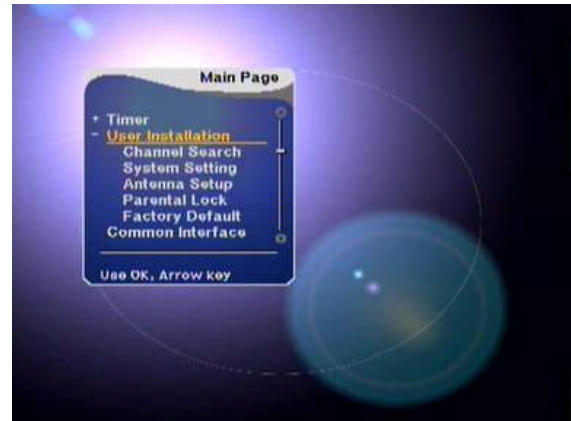 Main Page
+ Timer
- User Installation
Channel Search
System Setting
Antenna Setup
Parental Lock
Factory Default
Common Interface
Use OK, Arrow key